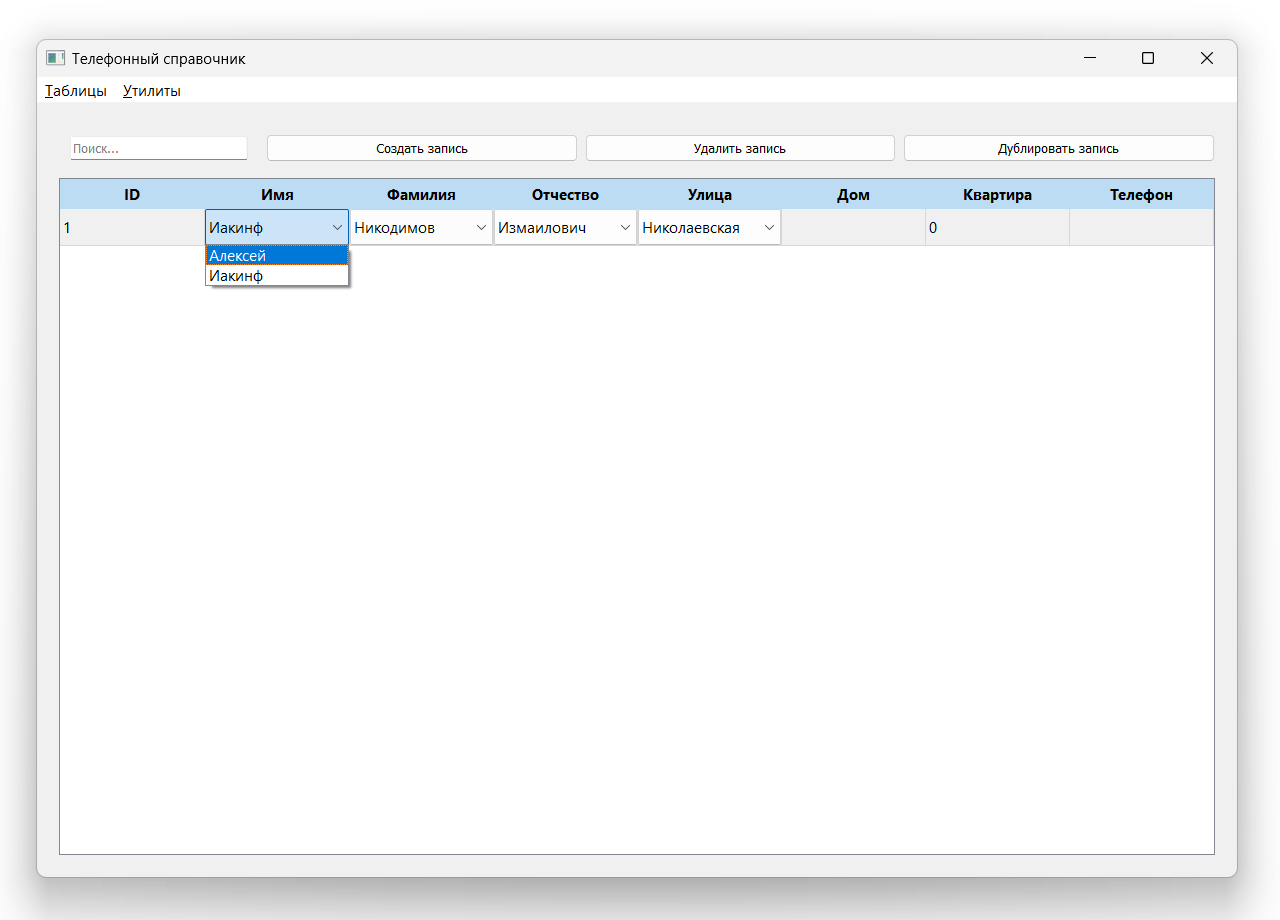 Телефонный справочник
Таблицы Утилиты
Поиск... Создать запись Удалить запись Дублировать запись
ID Имя Фамилия Отчество Улица Дом Квартира Телефон
1 Иакинф Никодимов Измаилович Николаевская 0
Алексей
Иакинф